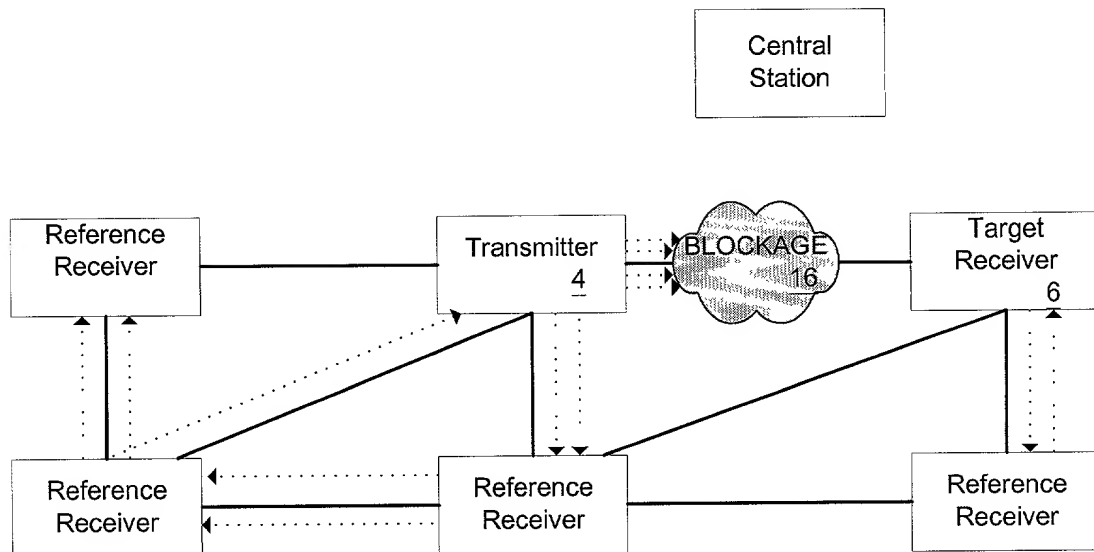 Central
Station
Reference
Receiver
Transmitter
4
BLOCKAGE
16
Target
Receiver
6
Reference
Receiver
Reference
Receiver
Reference
Receiver